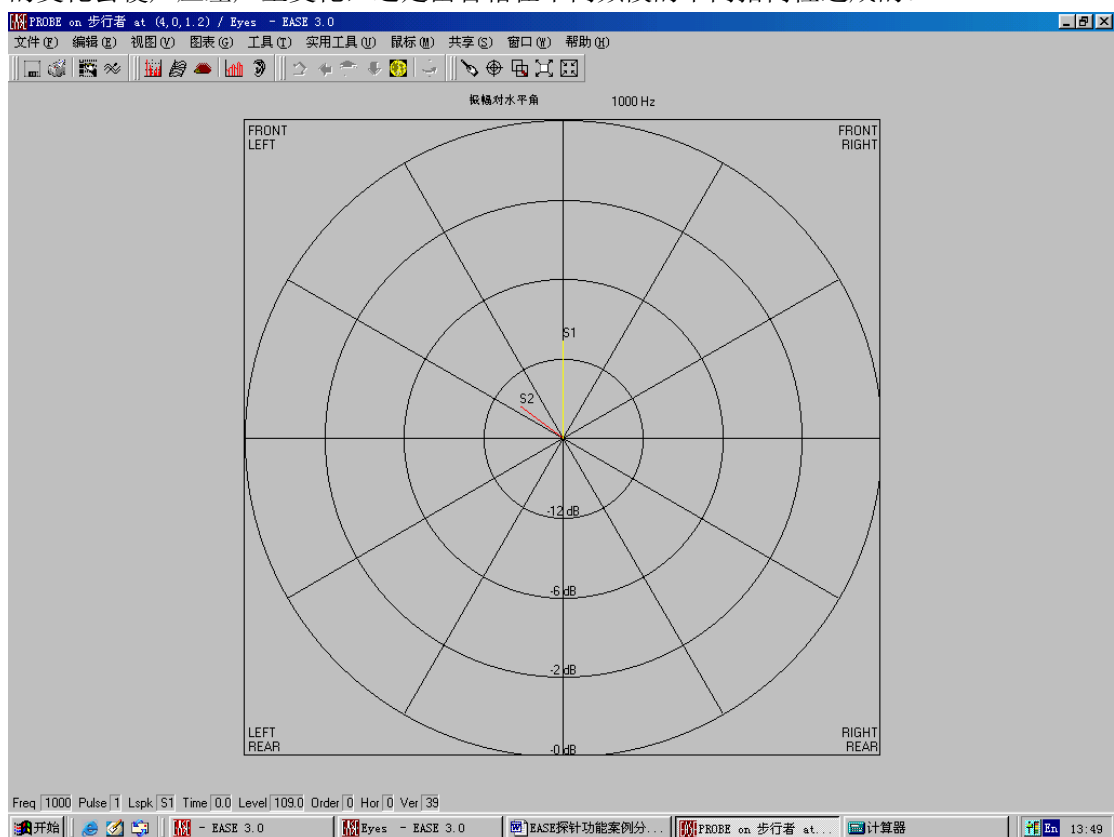 PROBE on 步行者 at (4,0,1.2) / Eyes - EASE 3.0
文件(F) 编辑(E) 视图(V) 图表(G) 工具(T) 实用工具(U) 鼠标(M) 共享(S) 窗口(W) 帮助(H)
振幅对水平角 1000 Hz
FRONT LEFT
FRONT RIGHT
S1
S2
-12 dB
-6 dB
-2 dB
-0 dB
LEFT REAR
RIGHT REAR
Freq 1000 Pulse 1 Lspk S1 Time 0.0 Level 109.0 Order 0 Hor 0 Ver 39
开始 - EASE 3.0 Eyes - EASE 3.0 EASE探针功能案例分... PROBE on 步行者 at... 计算器 En 13:49